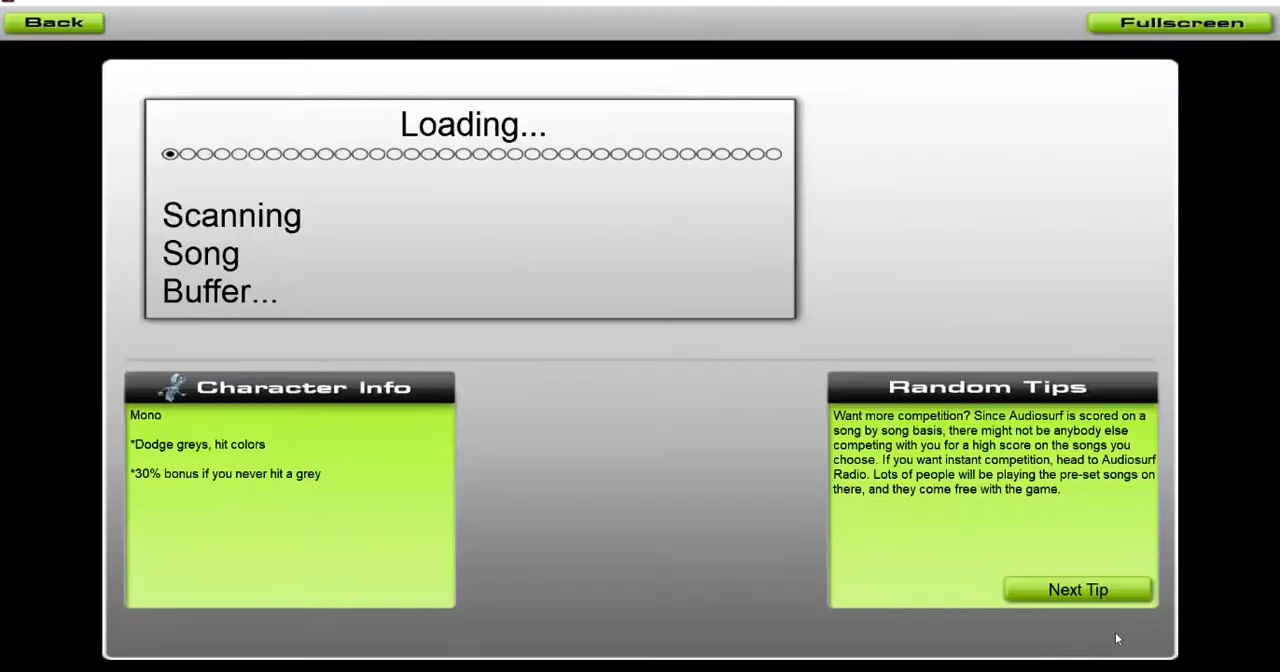 Back
Fullscreen
Loading...
Scanning
Song
Buffer...
Character Info
Mono
*Dodge greys, hit colors
*30% bonus if you never hit a grey
Random Tips
Want more competition? Since Audiosurf is scored on a
song by song basis, there might not be anybody else
competing with you for a high score on the songs you
choose. If you want instant competition, head to Audiosurf
Radio. Lots of people will be playing the pre-set songs on
there, and they come free with the game.
Next Tip